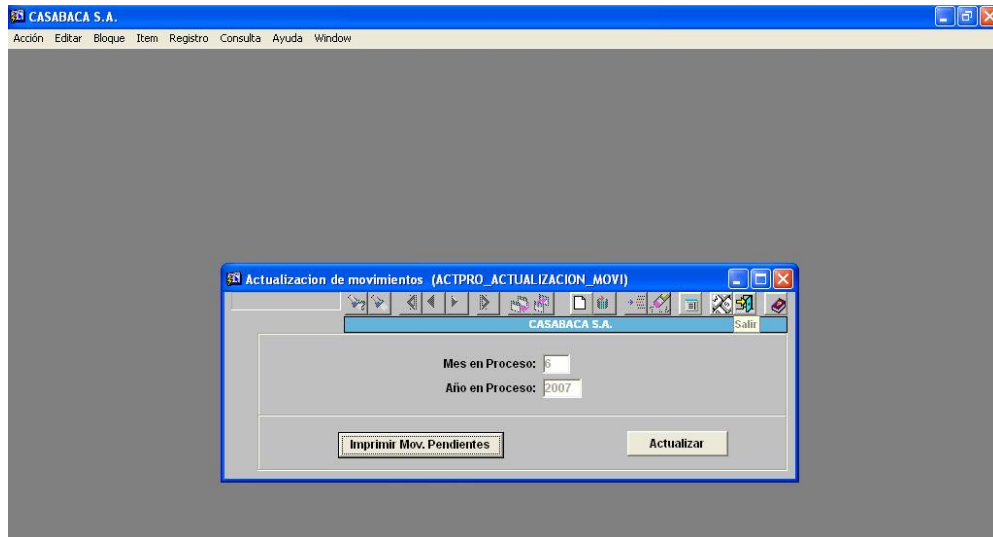 CASABACA S.A.
Acción Editar Bloque Item Registro Consulta Ayuda Window
Actualizacion de movimientos (ACTPRO_ACTUALIZACION_MOVI)
CASABACA S.A.
Salir
Mes en Proceso: 6
Año en Proceso: 2007
Imprimir Mov. Pendientes Actualizar